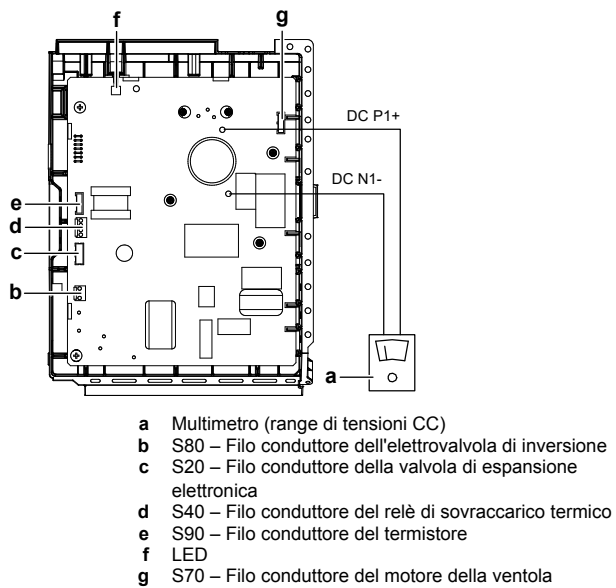 f
g
DC P1+
DC N1-
e
d
c
b
a
a Multimetro (range di tensioni CC)
b S80 – Filo conduttore dell'elettrovalvola di inversione
c S20 – Filo conduttore della valvola di espansione
elettronica
d S40 – Filo conduttore del relè di sovraccarico termico
e S90 – Filo conduttore del termistore
f LED
g S70 – Filo conduttore del motore della ventola